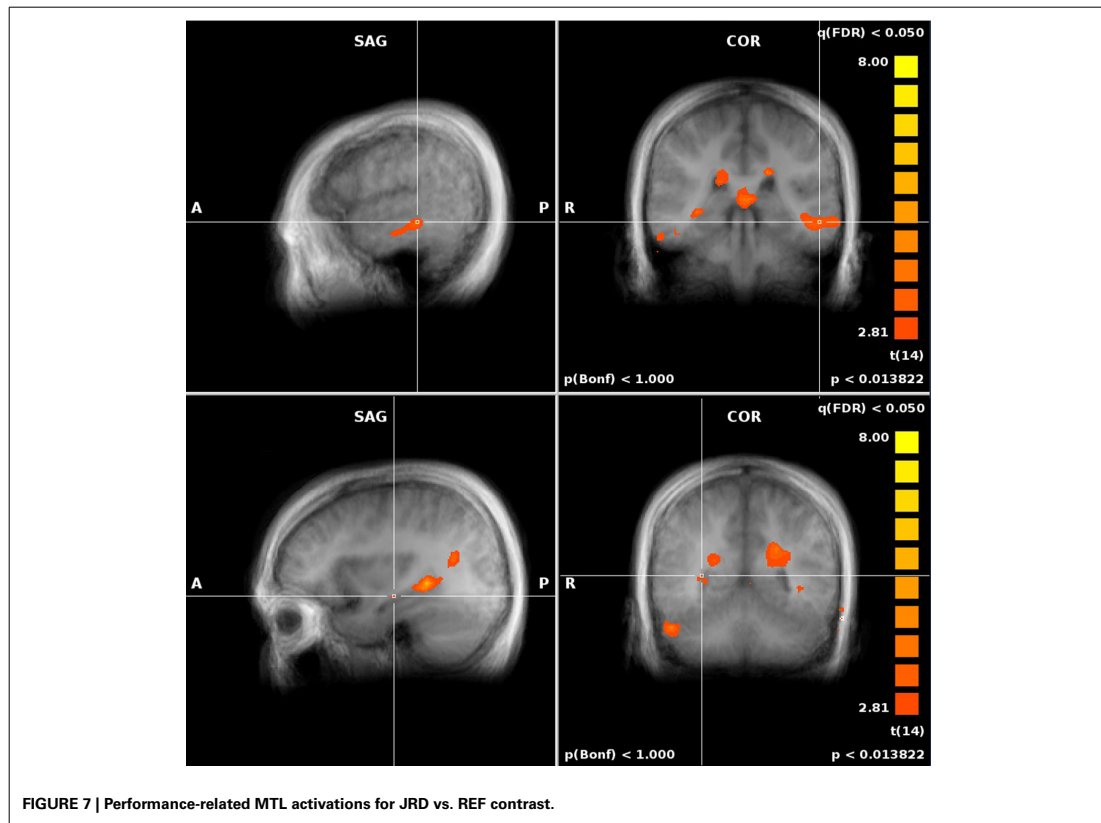 SAG
A
P
COR
q(FDR) < 0.050
8.00
R
2.81
t(14)
p(Bonf) < 1.000
p < 0.013822
SAG
A
P
COR
q(FDR) < 0.050
8.00
R
2.81
t(14)
p(Bonf) < 1.000
p < 0.013822
FIGURE 7 | Performance-related MTL activations for JRD vs. REF contrast.